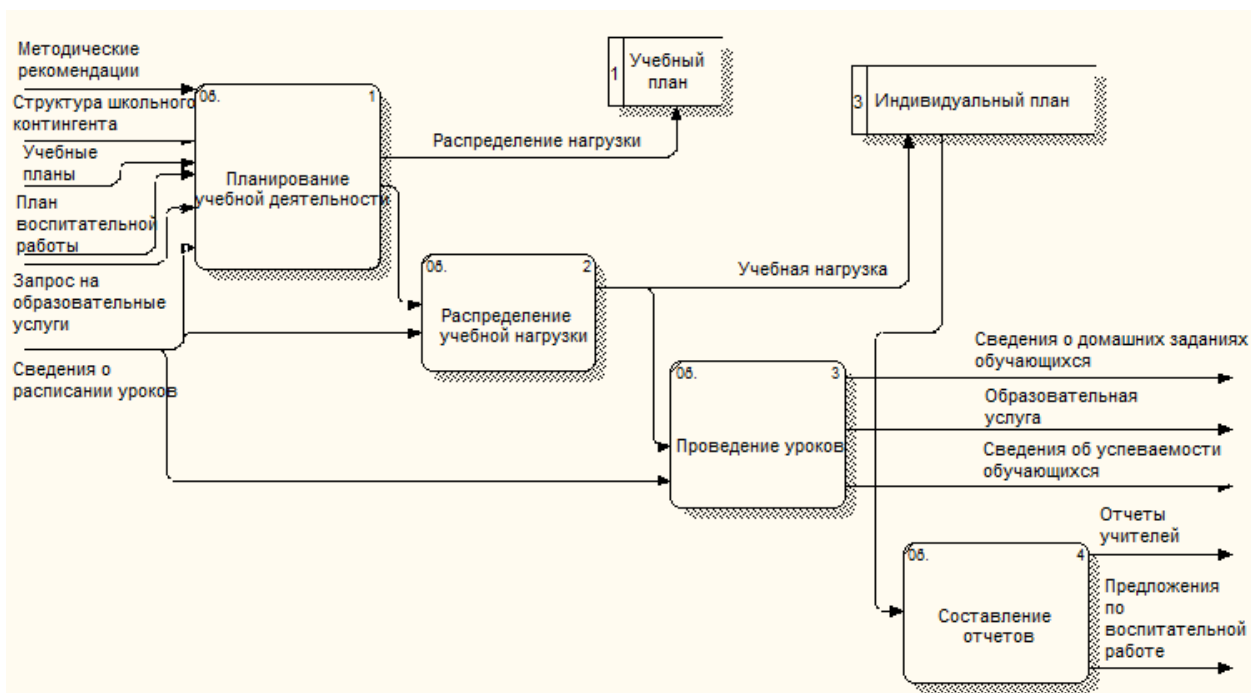 Методические
рекомендации
Структура школьного
контингента
Учебные
планы
План
воспитательной
работы
Запрос на
образовательные
услуги
Сведения о
расписании уроков
0б.
1
Планирование
учебной деятельности
Распределение нагрузки
1
Учебный
план
3
Индивидуальный план
0б.
2
Распределение
учебной нагрузки
Учебная нагрузка
0б.
3
Проведение уроков
Сведения о домашних заданиях
обучающихся
Образовательная
услуга
Сведения об успеваемости
обучающихся
0б.
4
Составление
отчетов
Отчеты
учителей
Предложения
по
воспитательной
работе